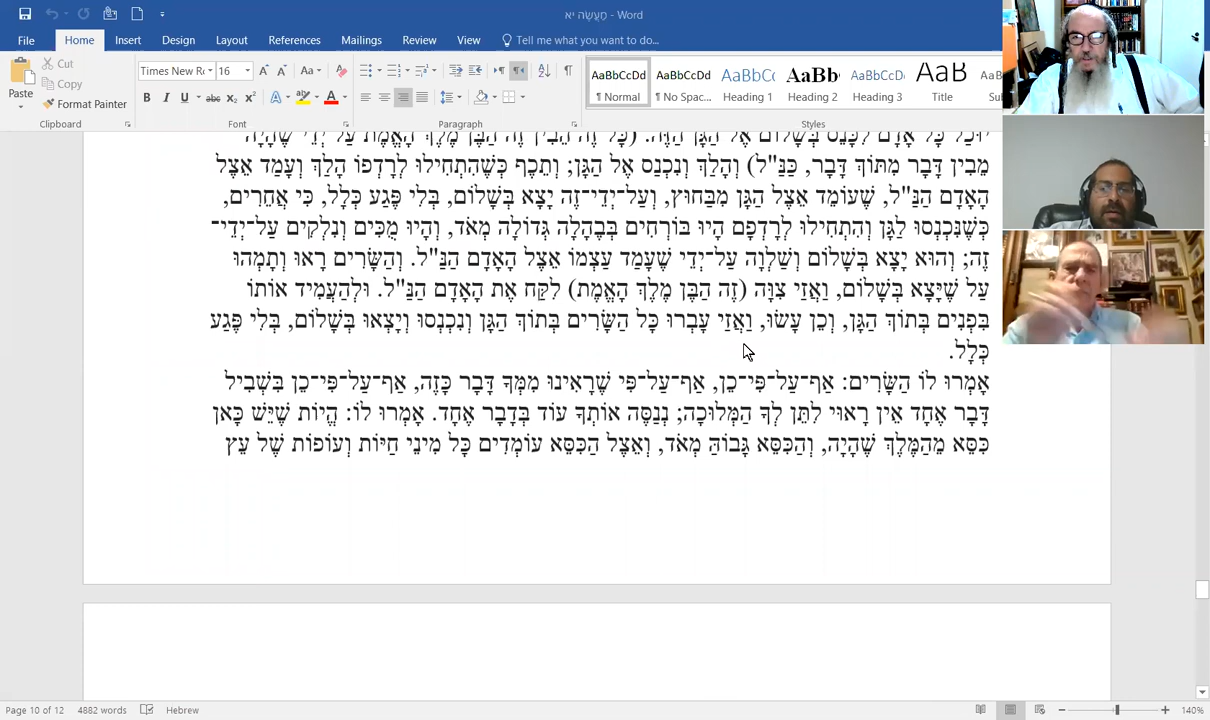 מַעֲשֶׂה יא - Word
File Home Insert Design Layout References Mailings Review View Tell me what you want to do...
Cut
Copy
Format Painter
Paste
Times New Ro 16
AaBbCcDd AaBbCcDd AaBbCc AaBb AaBbCcDd AaB
¶ Normal ¶ No Spac... Heading 1 Heading 2 Heading 3 Title
Clipboard Font Paragraph Styles
יוּכַל כָּל אָדָם לִכָּנֵס בְּשָׁלוֹם אֶל הַגָּן הַזֶּה. (כָּל זֶה הֵבִין זֶה הַבֵּן מֶלֶךְ הָאֱמֶת עַל יְדֵי שֶׁהָיָה
מֵבִין דָּבָר מִתּוֹךְ דָּבָר, כַּנַּ"ל) וְהָלַךְ וְנִכְנַס אֶל הַגָּן; וְתֵכֶף כְּשֶׁהִתְחִילוּ לְרָדְפוֹ הָלַךְ וְעָמַד אֵצֶל
הָאָדָם הַנַּ"ל, שֶׁעוֹמֵד אֵצֶל הַגָּן מִבַּחוּץ, וְעַל־יְדֵי־זֶה יָצָא בְּשָׁלוֹם, בְּלִי פֶּגַע כְּלָל, כִּי אֲחֵרִים,
כְּשֶׁנִּכְנְסוּ לַגָּן וְהִתְחִילוּ לְרָדְפָם הָיוּ בּוֹרְחִים בְּבֶהָלָה גְּדוֹלָה מְאֹד, וְהָיוּ מֻכִּים וְנִלְקִים עַל־יְדֵי־
זֶה; וְהוּא יָצָא בְּשָׁלוֹם וְשַׁלְוָה עַל־יְדֵי שֶׁעָמַד עַצְמוֹ אֵצֶל הָאָדָם הַנַּ"ל. וְהַשָּׂרִים רָאוּ וְתָמְהוּ
עַל שֶׁיָּצָא בְּשָׁלוֹם, וַאֲזַי צִוָּה (זֶה הַבֶּן מֶלֶךְ הָאֱמֶת) לִקַּח אֶת הָאָדָם הַנַּ"ל. וּלְהַעֲמִיד אוֹתוֹ
בִּפְנִים בְּתוֹךְ הַגָּן, וְכֵן עָשׂוּ, וַאֲזַי עָבְרוּ כָּל הַשָּׂרִים בְּתוֹךְ הַגָּן וְנִכְנְסוּ וְיָצְאוּ בְּשָׁלוֹם, בְּלִי פֶּגַע
כְּלָל.
אָמְרוּ לוֹ הַשָּׂרִים: אַף־עַל־פִּי־כֵן, אַף־עַל־פִּי שֶׁרָאִינוּ מִמְּךָ דָּבָר כָּזֶה, אַף־עַל־פִּי־כֵן בִּשְׁבִיל
דָּבָר אֶחָד אֵין רָאוּי לִתֵּן לְךָ הַמְּלוּכָה; נְנַסֶּה אוֹתְךָ עוֹד בְּדָבָר אֶחָד. אָמְרוּ לוֹ: הֱיוֹת שֶׁיֵּשׁ כָּאן
כִּסֵּא מֵהַמֶּלֶךְ שֶׁהָיָה, וְהַכִּסֵּא גָּבוֹהַּ מְאֹד, וְאֵצֶל הַכִּסֵּא עוֹמְדִים כָּל מִינֵי חַיּוֹת וְעוֹפוֹת שֶׁל עֵץ
Page 10 of 12 4882 words Hebrew 140%